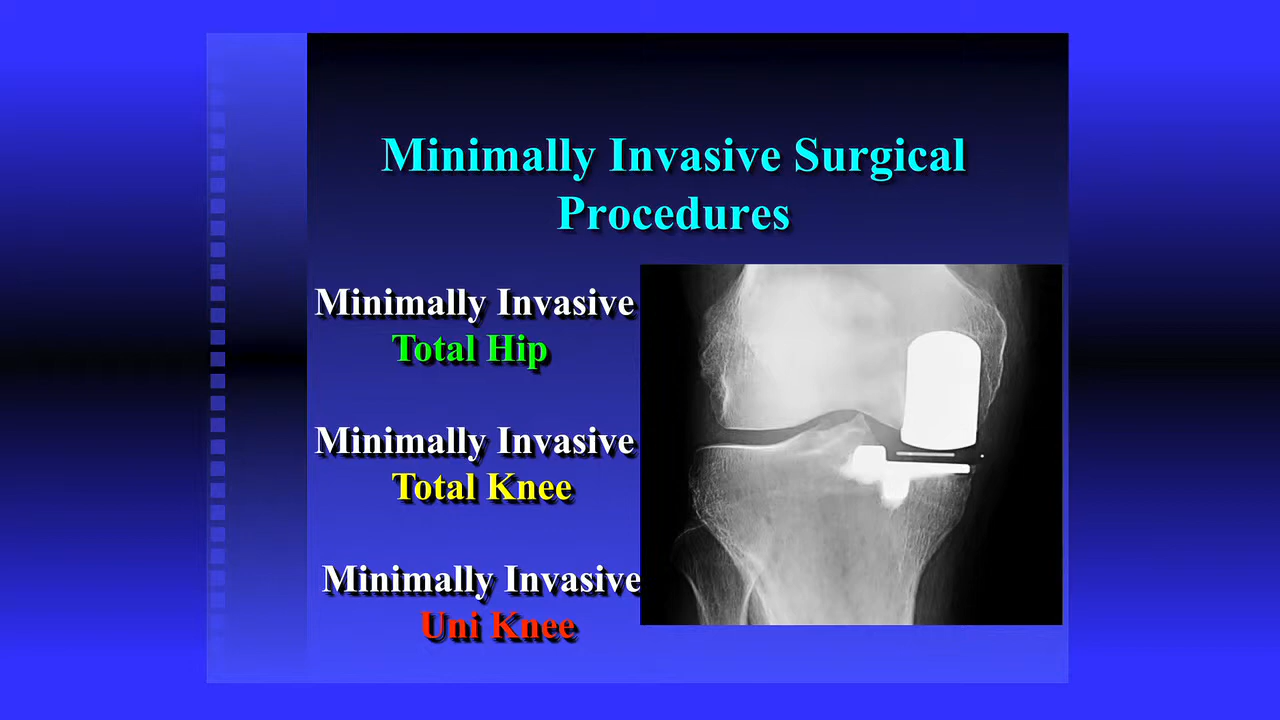 Minimally Invasive Surgical
Procedures
Minimally Invasive
Total Hip
Minimally Invasive
Total Knee
Minimally Invasive
Uni Knee